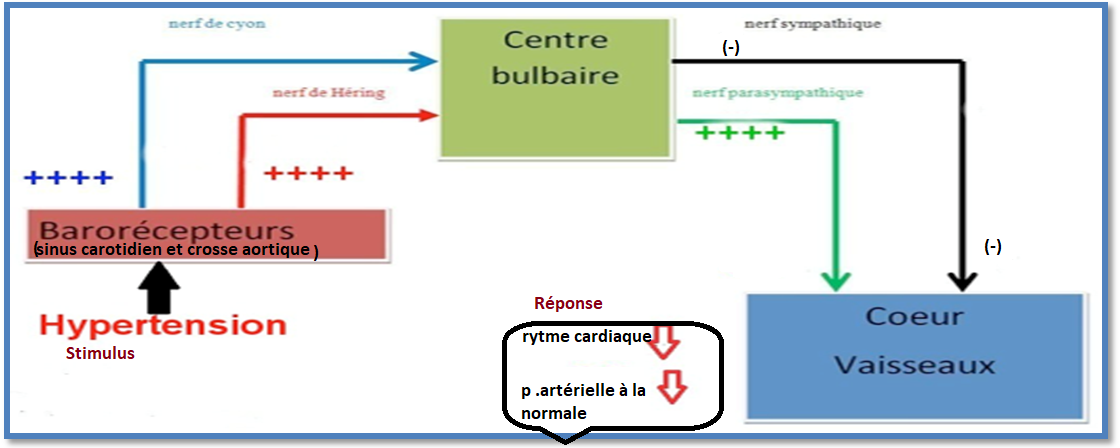 nerf de cyon
Centre
bulbaire
nerf sympathique
(-)
nerf de Héring
nerf parasympathique
++++
++++
++++
Barorécepteurs
(sinus carotidien et crosse aortique )
(-)
Hypertension
Stimulus
Réponse
rytme cardiaque
p .artérielle à la
normale
Coeur
Vaisseaux